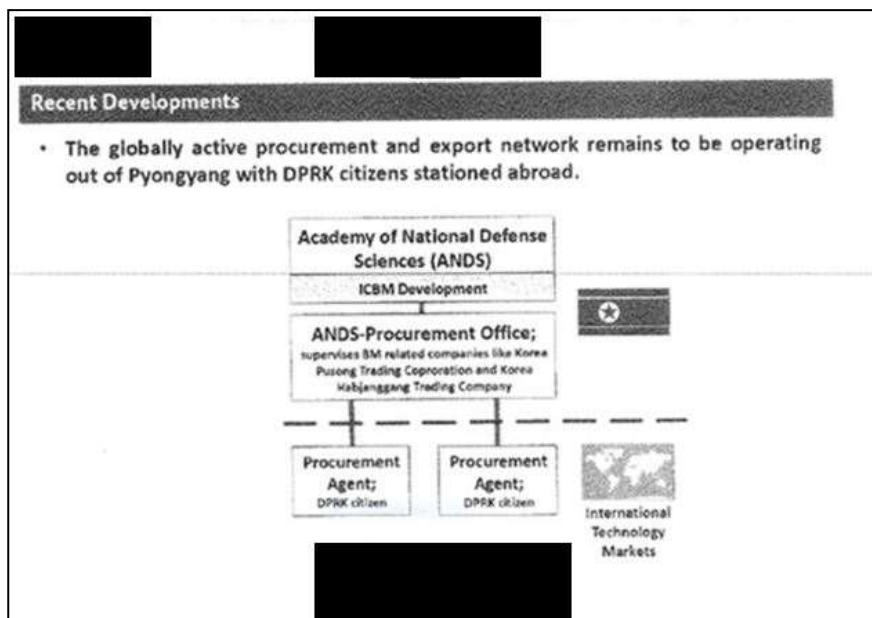 Recent Developments
• The globally active procurement and export network remains to be operating
out of Pyongyang with DPRK citizens stationed abroad.
Academy of National Defense
Sciences (ANDS)
ICBM Development
ANDS-Procurement Office;
supervises BM related companies like Korea
Pusong Trading Coproration and Korea
Habjanggang Trading Company
Procurement
Agent;
DPRK citizen
Procurement
Agent;
DPRK citizen
International
Technology
Markets